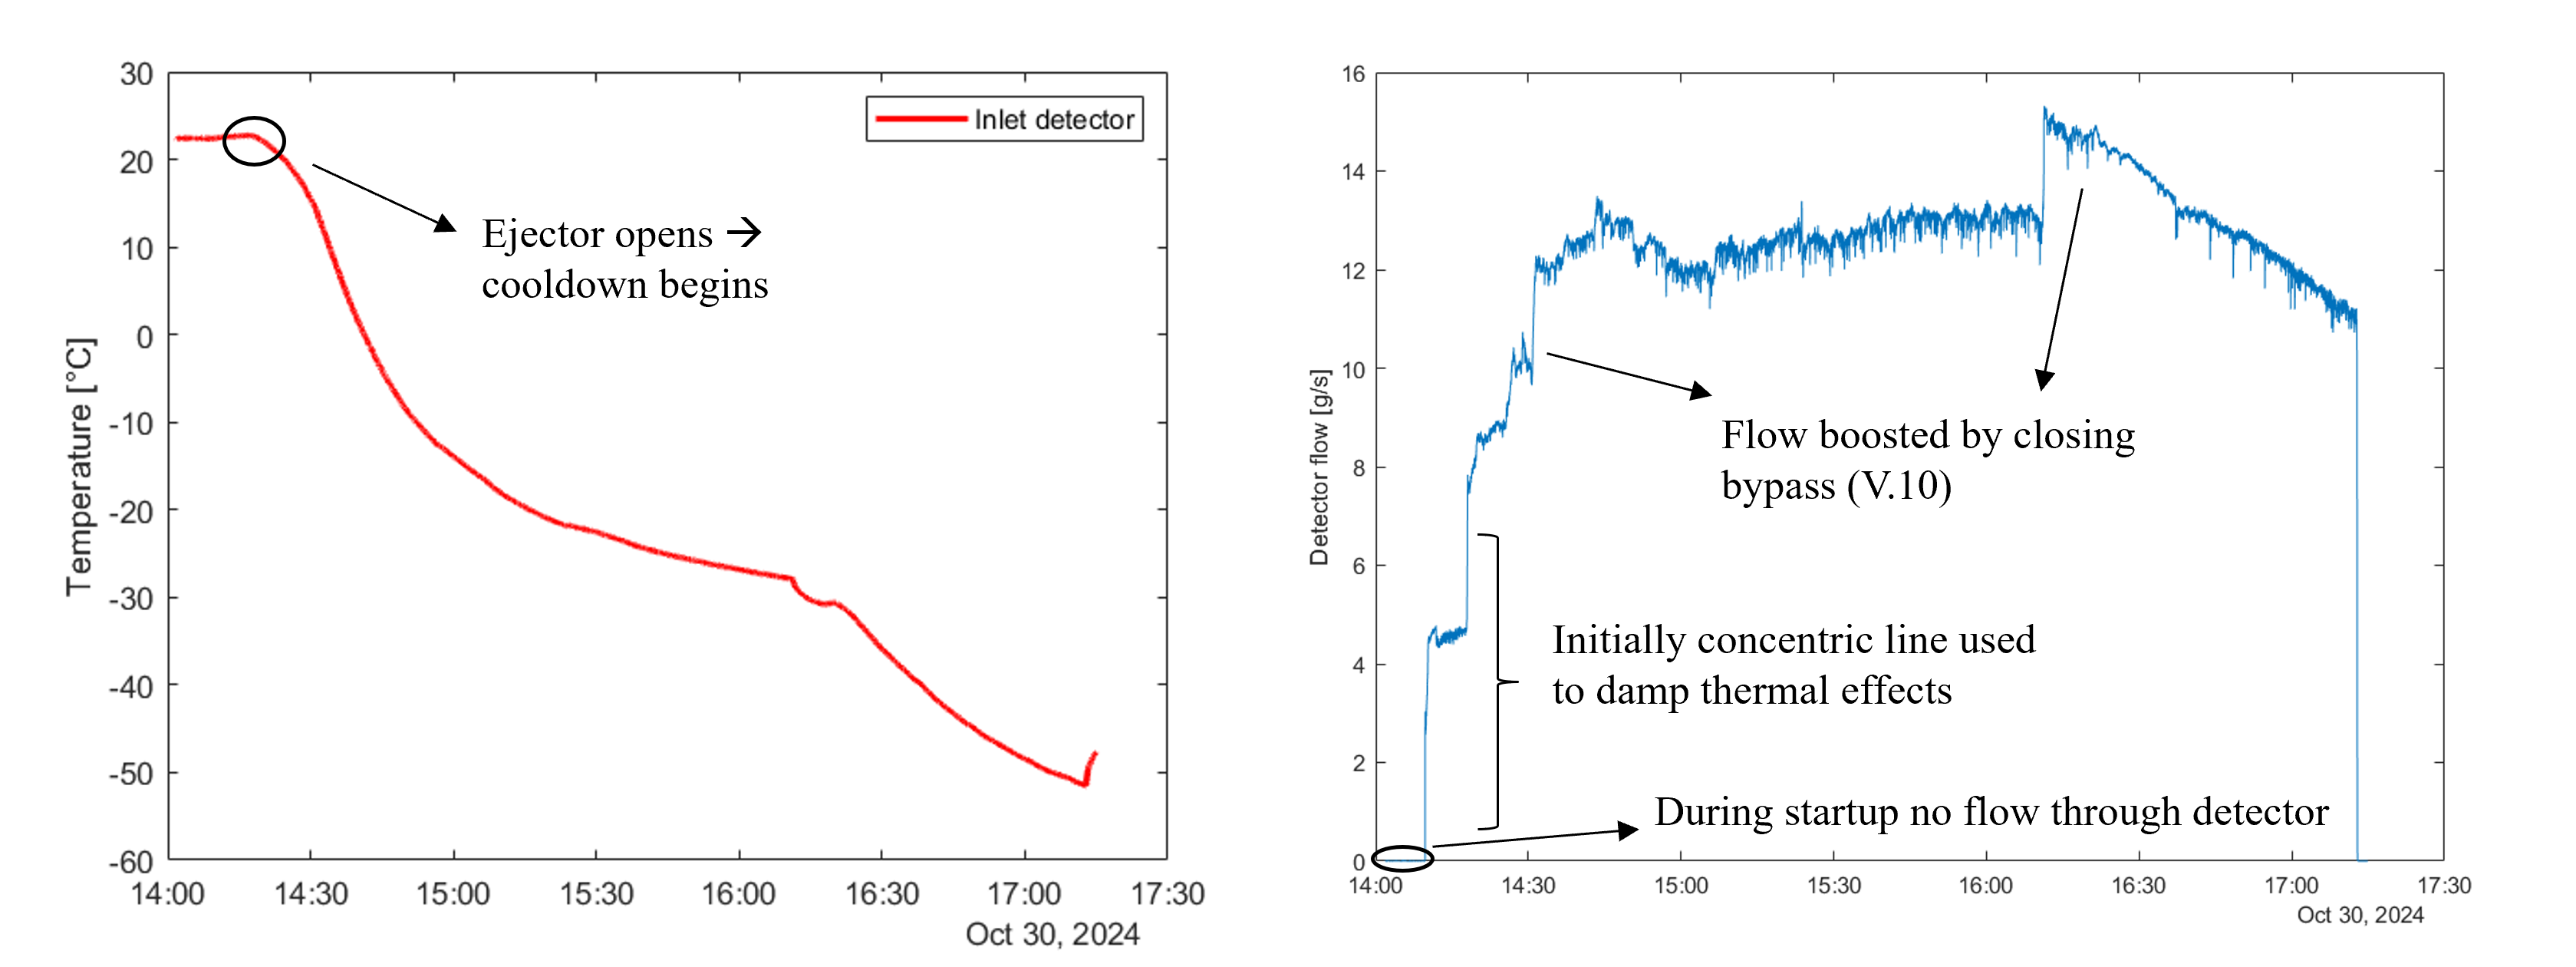 30
20
10
0
-10
-20
-30
-40
-50
-60
Temperature [°C]
Inlet detector
Ejector opens →
cooldown begins
14:00 14:30 15:00 15:30 16:00 16:30 17:00 17:30
Oct 30, 2024
16
14
12
10
8
6
4
2
0
Detector flow [g/s]
Flow boosted by closing
bypass (V.10)
Initially concentric line used
to damp thermal effects
During startup no flow through detector
14:00 14:30 15:00 15:30 16:00 16:30 17:00 17:30
Oct 30, 2024